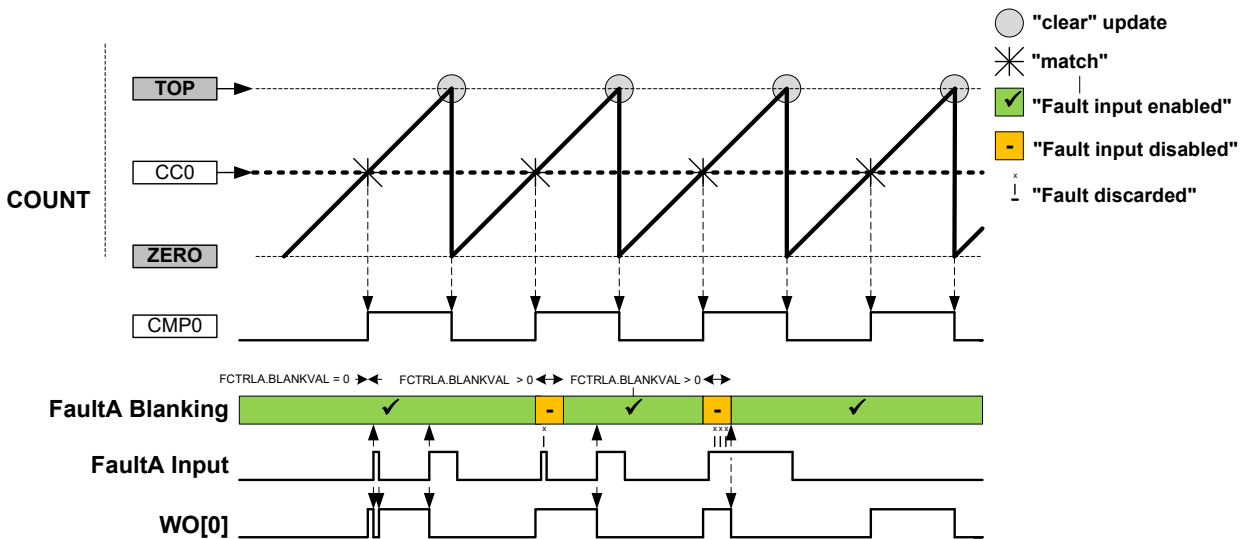 "clear" update
"match"
TOP
"Fault input enabled"
"Fault input disabled"
CC0
x
"Fault discarded"
COUNT
ZERO
CMP0
FCTRLA.BLANKVAL = 0 FCTRLA.BLANKVAL > 0 FCTRLA.BLANKVAL > 0
FaultA Blanking ✓ - ✓ - ✓
x xxx
FaultA Input
WO[0]